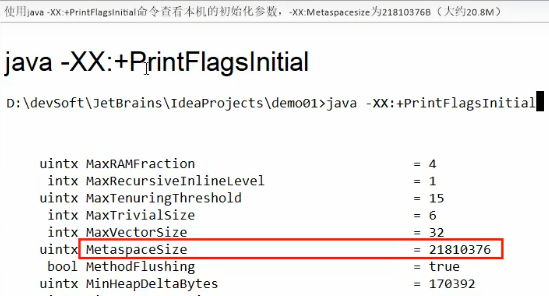 使用java -XX:+PrintFlagsInitial命令查看本机的初始化参数，-XX:Metaspacesize为21810376B（大约20.8M）
java -XX:+PrintFlagsInitial
D:\devSoft\JetBrains\IdeaProjects\demo01>java -XX:+PrintFlagsInitial
uintx MaxRAMFraction = 4
intx MaxRecursiveInlineLevel = 1
uintx MaxTenuringThreshold = 15
intx MaxTrivialSize = 6
intx MaxVectorSize = 32
uintx MetaspaceSize = 21810376
bool MethodFlushing = true
uintx MinHeapDeltaBytes = 170392